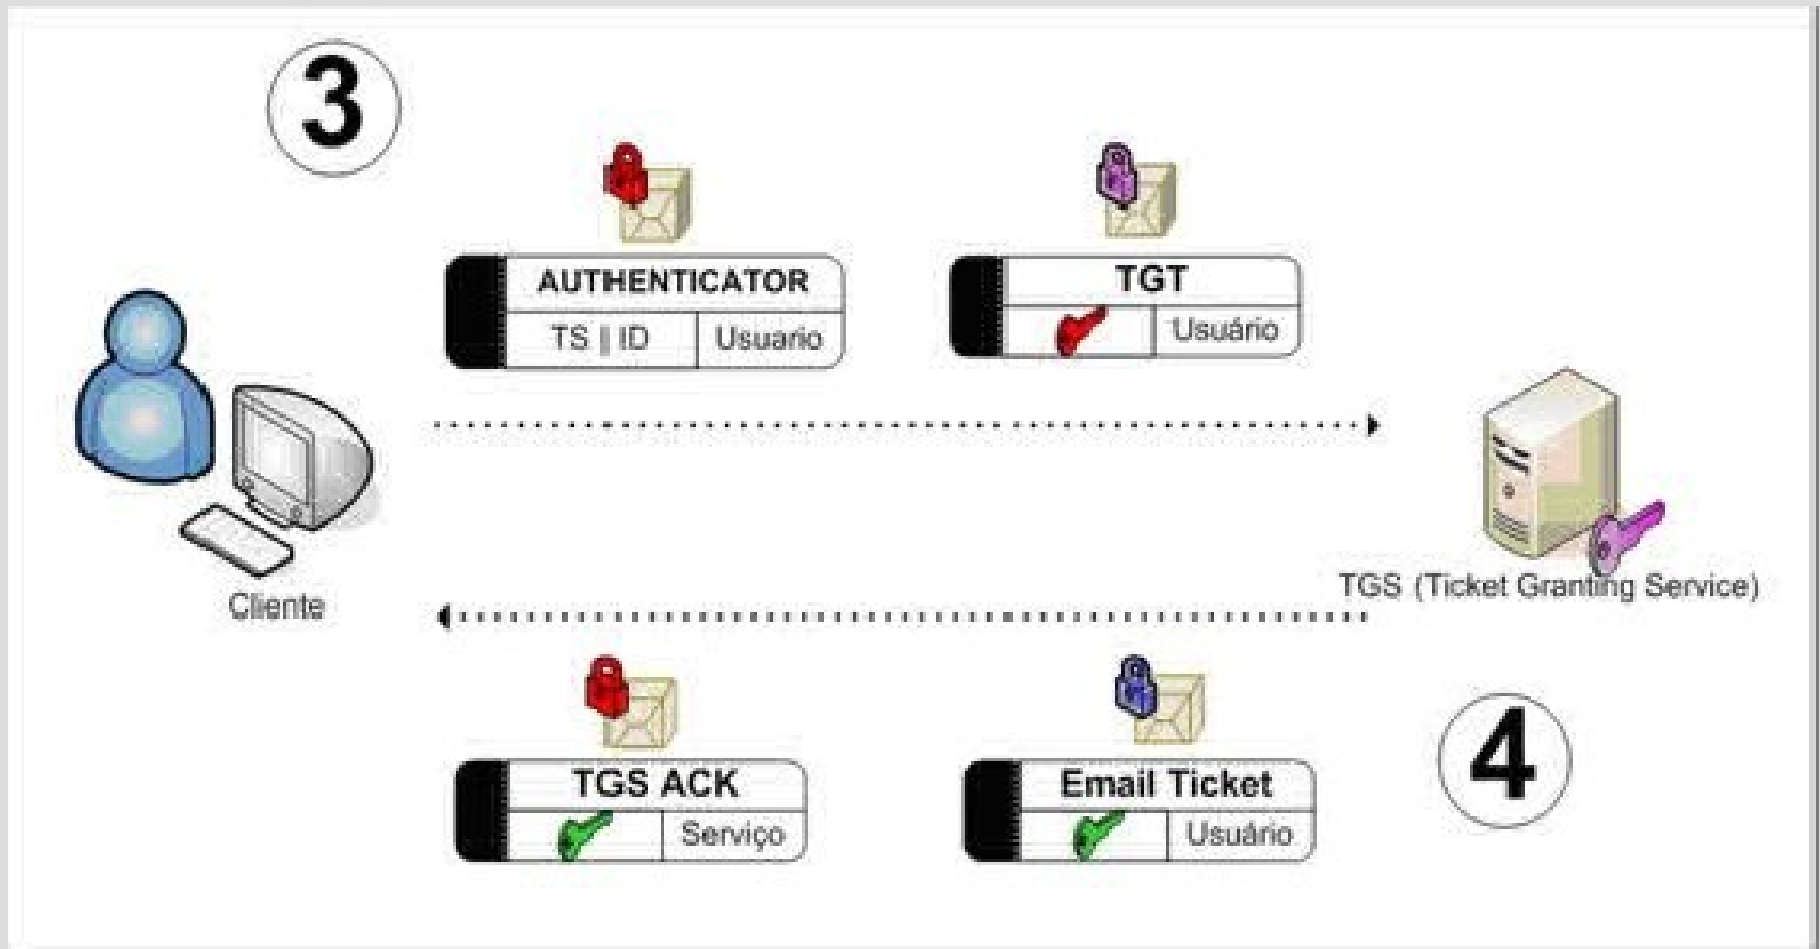 3
AUTHENTICATOR
TS || ID
Usuario
TGT
Usuário
Cliente
TGS (Ticket Granting Service)
TGS ACK
Serviço
Email Ticket
Usuário
4